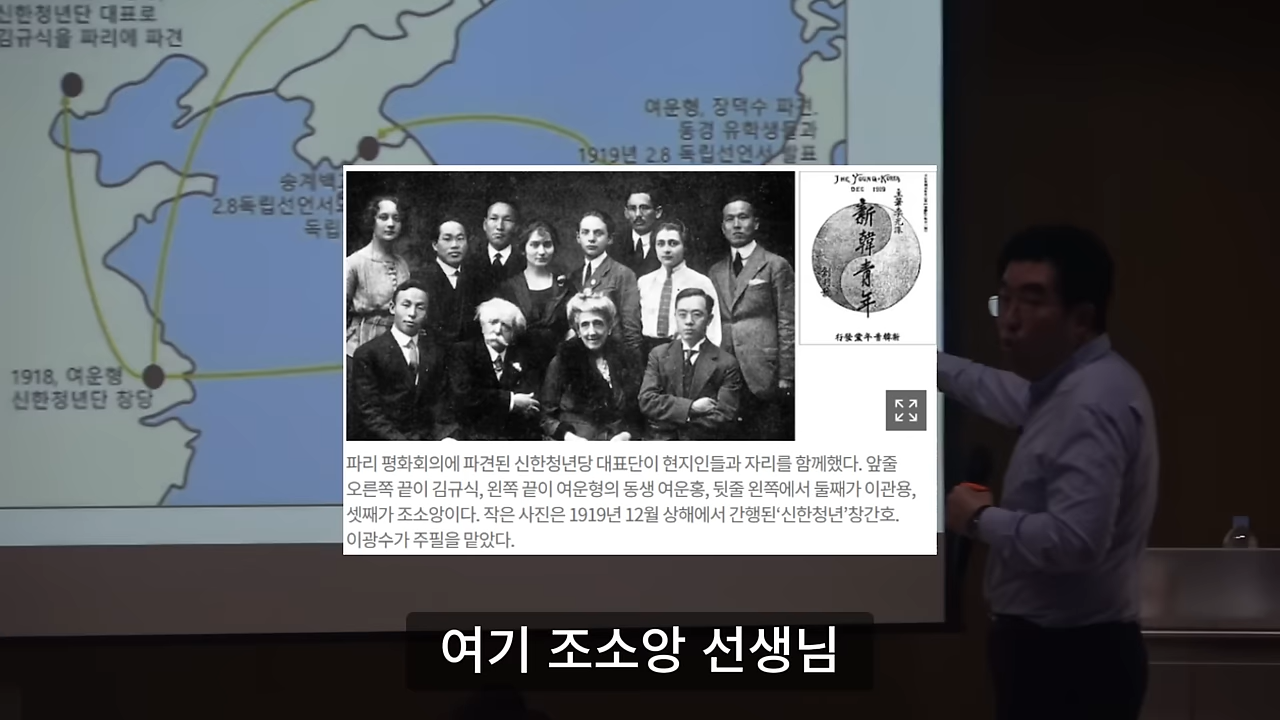 신한청년단 대표로
김규식을 파리에 파견
여운형, 장덕수 파견.
동경 유학생들과
1919년 2.8 독립선언서 발표
승계백
2.8독립선언서
독립
THE YOUNG KOREA
DEC 1919
新韓青年
파리 평화회의에 파견된 신한청년당 대표단이 현지인들과 자리를 함께했다. 앞줄
오른쪽 끝이 김규식, 왼쪽 끝이 여운형의 동생 여운홍, 뒷줄 왼쪽에서 둘째가 이관용,
셋째가 조소앙이다. 작은 사진은 1919년 12월 상해에서 간행된‘신한청년’창간호.
이광수가 주필을 맡았다.
1918, 여운형
신한청년단 창당
여기 조소앙 선생님